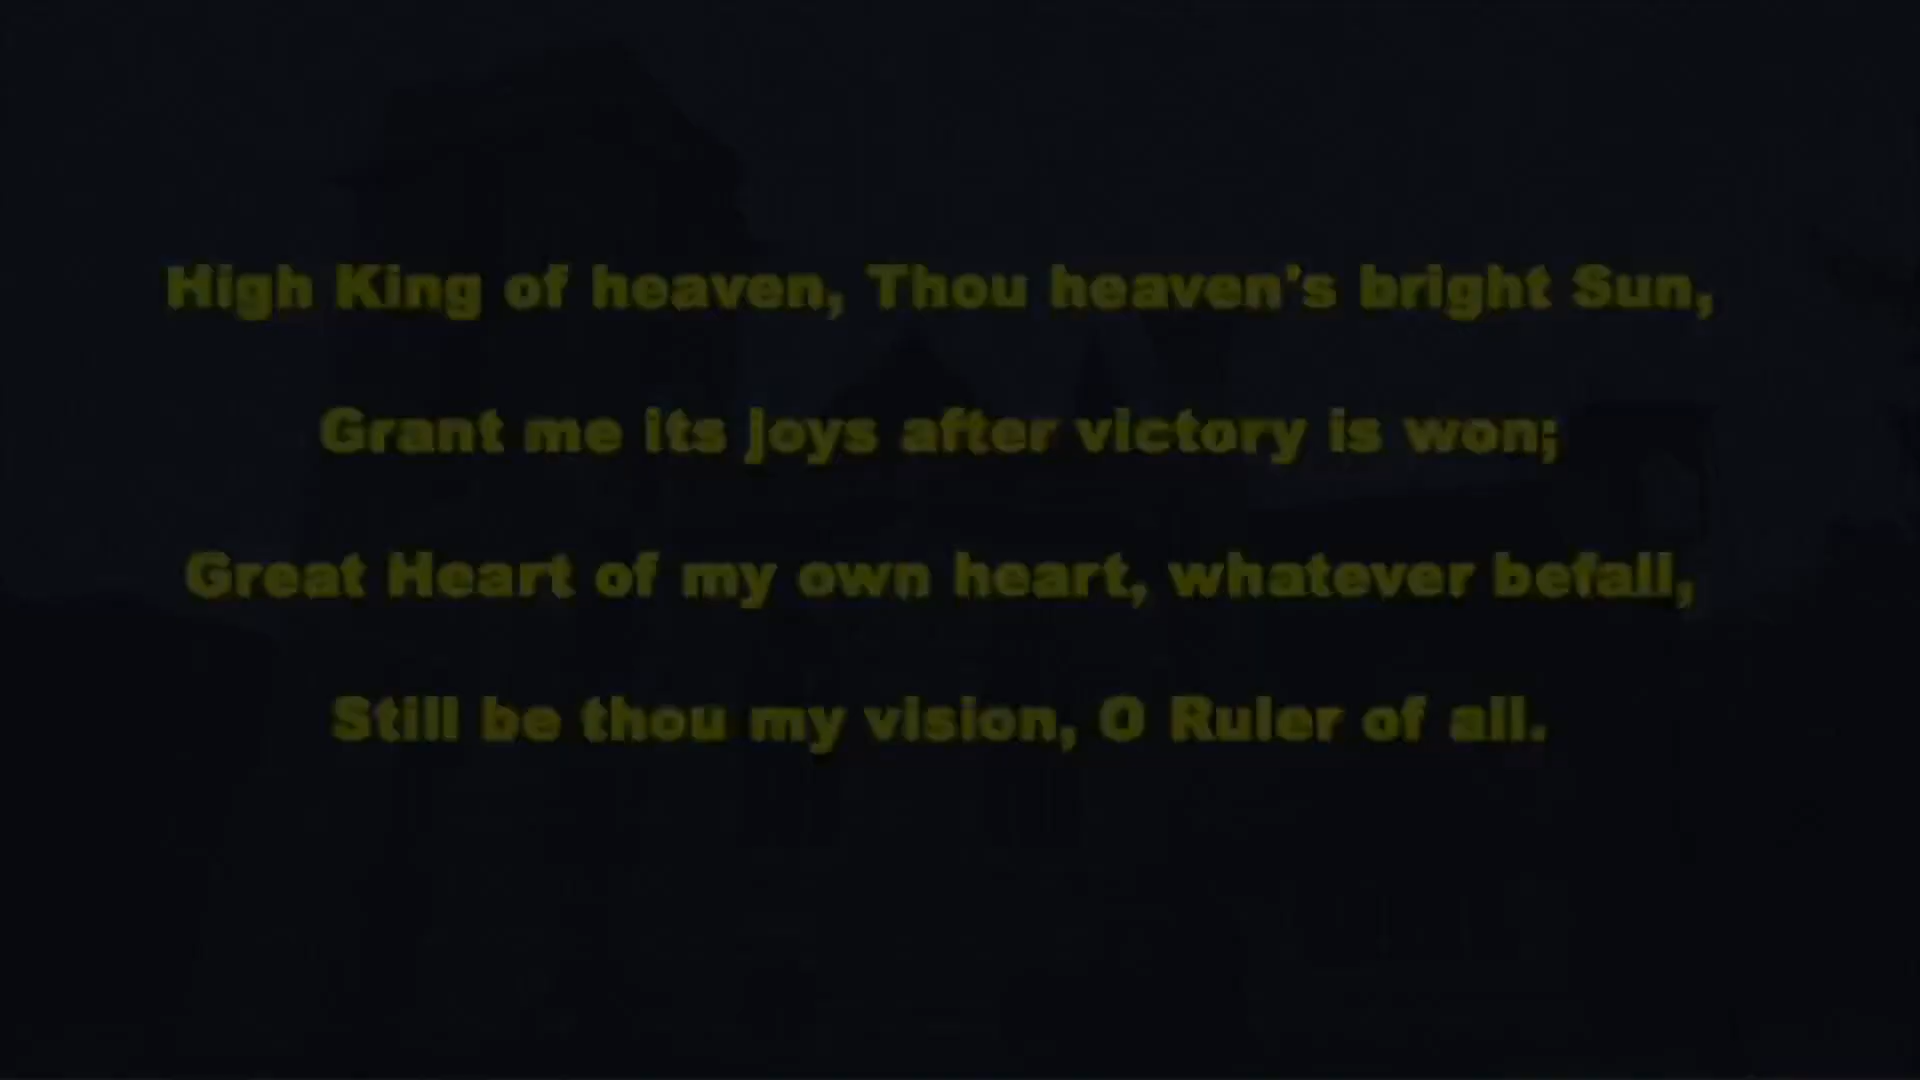 High King of heaven, Thou heaven's bright Sun,
Grant me its joys after victory is won;
Great Heart of my own heart, whatever befall,
Still be thou my vision, O Ruler of all.